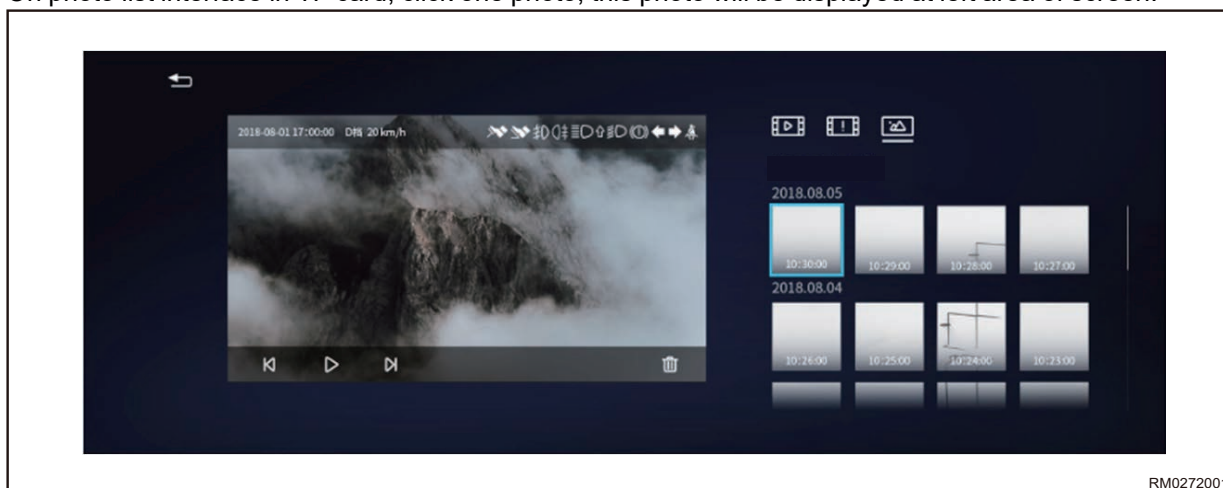 On photo list interface in TF card, click one photo, this photo will be displayed at left area of screen.
2018-08-01 17:00:00 D档 20 km/h
2018.08.05
10:30:00 10:29:00 10:28:00 10:27:00
2018.08.04
10:26:00 10:25:00 10:24:00 10:23:00
RM0272001